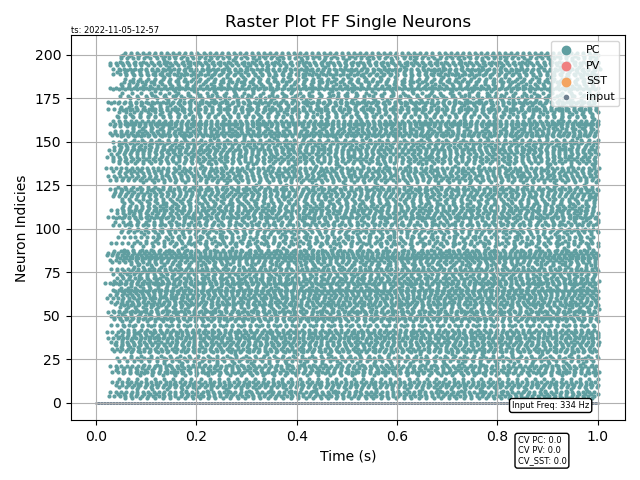 Raster Plot FF Single Neurons
ts: 2022-11-05-12-57
PC
PV
SST
input
200
175
150
125
100
75
50
25
0
Neuron Indicies
Input Freq: 334 Hz
0.0 0.2 0.4 0.6 0.8 1.0
Time (s)
CV PC: 0.0
CV PV: 0.0
CV_SST: 0.0